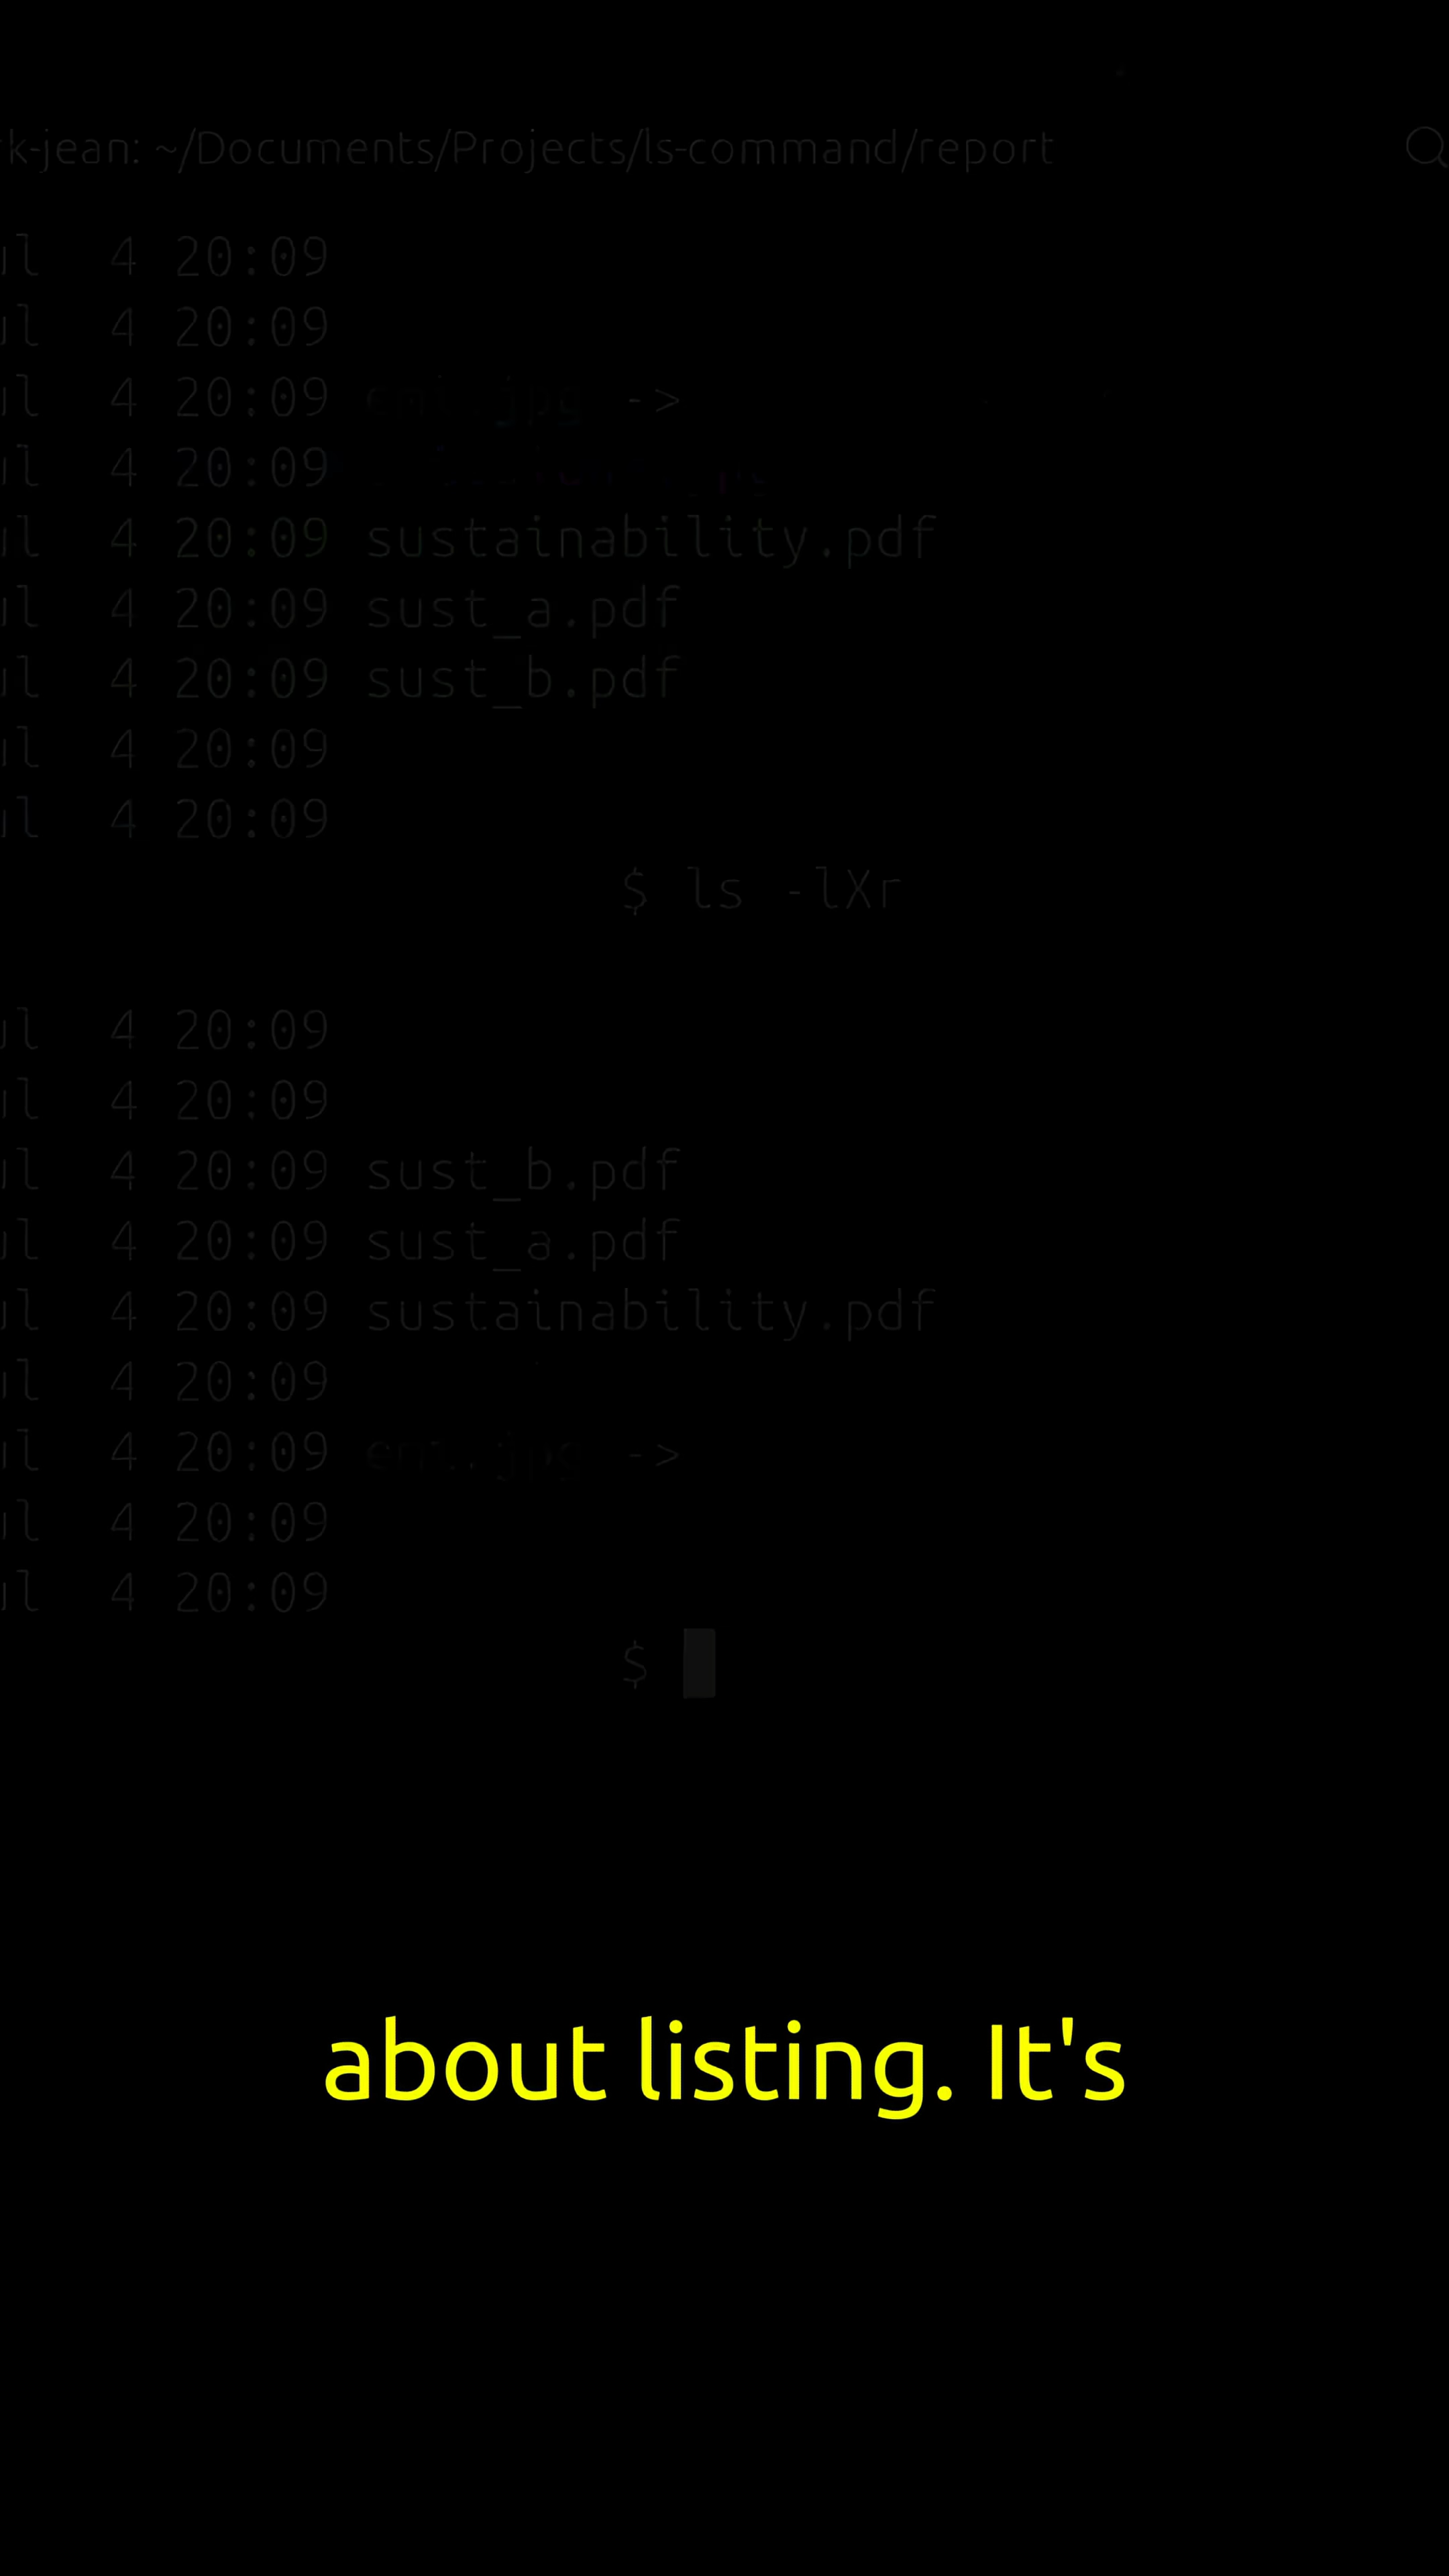 k-jean: ~/Documents/Projects/ls-command/report
ul 4 20:09
ul 4 20:09
ul 4 20:09 emi.jpg ->
ul 4 20:09
ul 4 20:09 sustainability.pdf
ul 4 20:09 sust_a.pdf
ul 4 20:09 sust_b.pdf
ul 4 20:09
ul 4 20:09
$ ls -lXr
ul 4 20:09
ul 4 20:09
ul 4 20:09 sust_b.pdf
ul 4 20:09 sust_a.pdf
ul 4 20:09 sustainability.pdf
ul 4 20:09
ul 4 20:09 emi.jpg ->
ul 4 20:09
ul 4 20:09
$
about listing. It's